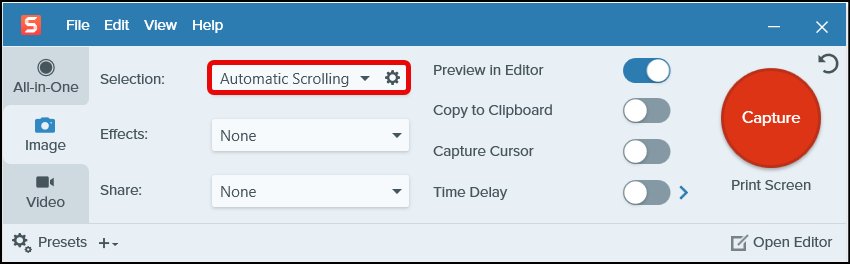 S File Edit View Help
All-in-One
Image
Video
Selection: Automatic Scrolling
Effects: None
Share: None
Preview in Editor
Copy to Clipboard
Capture Cursor
Time Delay
Capture
Print Screen
Presets
Open Editor